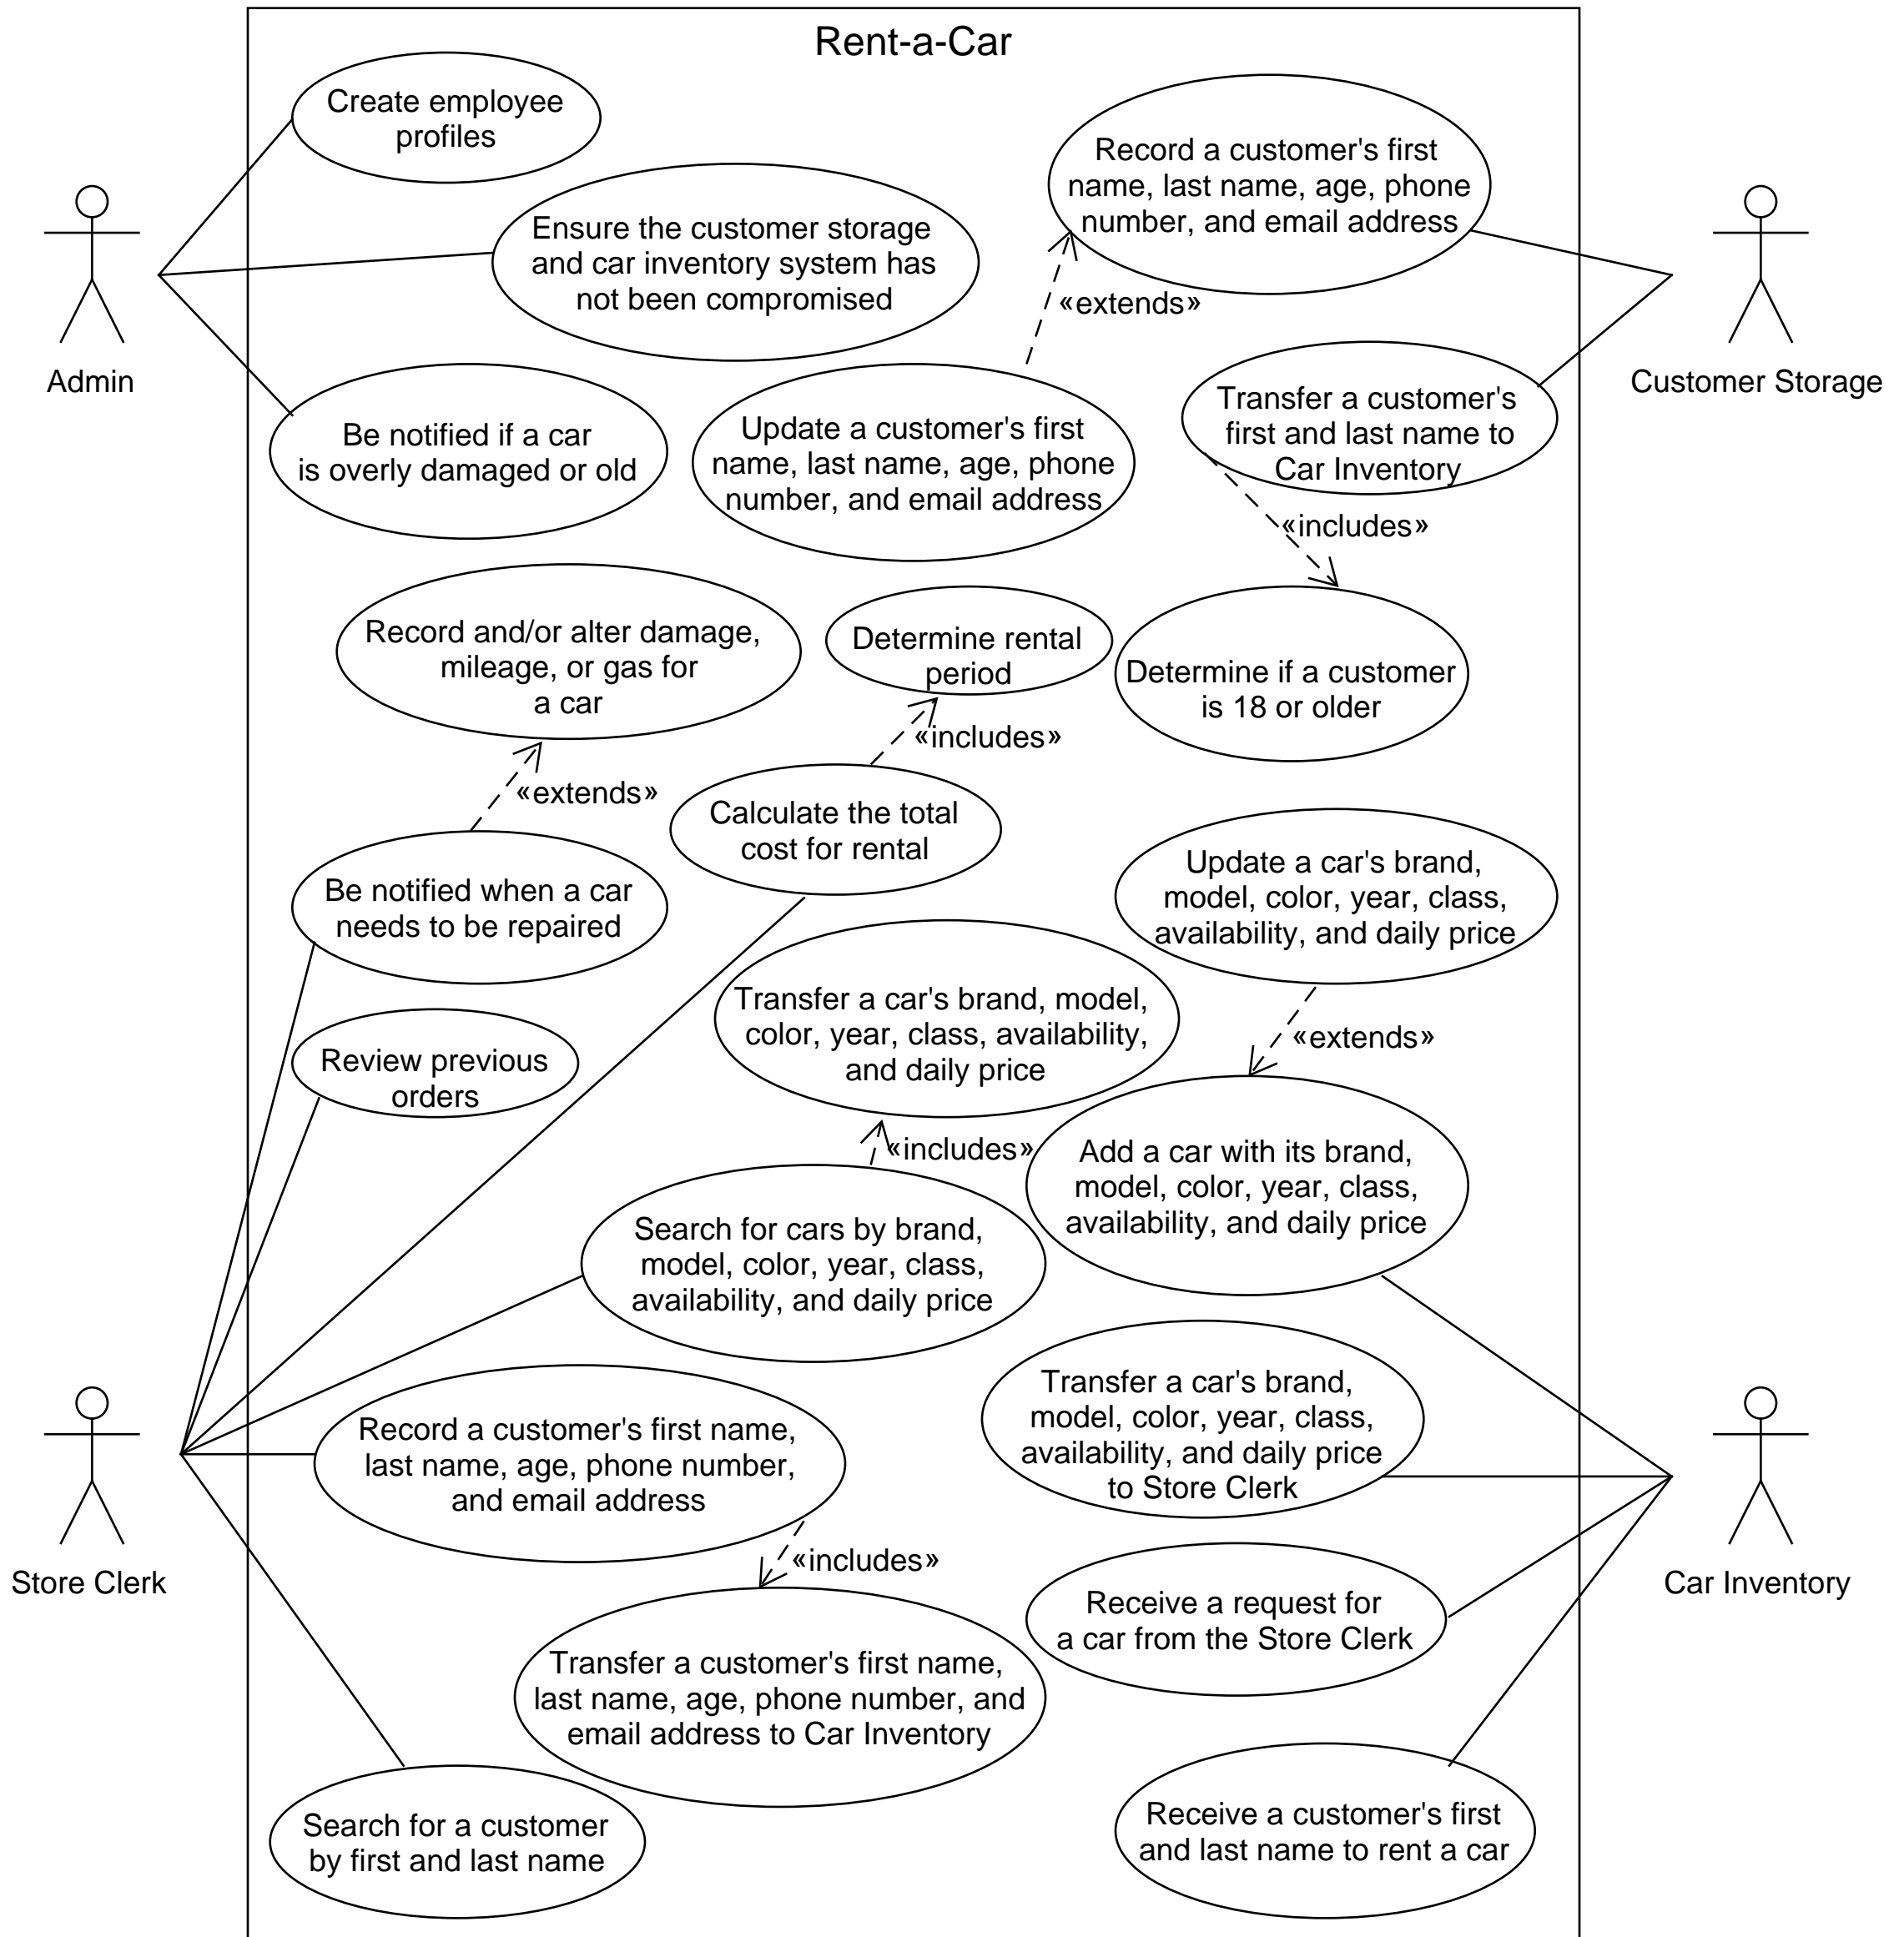 Rent-a-Car
Create employee
profiles
Record a customer's first
name, last name, age, phone
number, and email address
Ensure the customer storage
and car inventory system has
not been compromised
«extends»
Admin
Customer Storage
Be notified if a car
is overly damaged or old
Update a customer's first
name, last name, age, phone
number, and email address
Transfer a customer's
first and last name to
Car Inventory
«includes»
Record and/or alter damage,
mileage, or gas for
a car
Determine rental
period
Determine if a customer
is 18 or older
«includes»
«extends»
Calculate the total
cost for rental
Be notified when a car
needs to be repaired
Update a car's brand,
model, color, year, class,
availability, and daily price
Transfer a car's brand, model,
color, year, class, availability,
and daily price
«extends»
Review previous
orders
«includes»
Add a car with its brand,
model, color, year, class,
availability, and daily price
Search for cars by brand,
model, color, year, class,
availability, and daily price
Transfer a car's brand,
model, color, year, class,
availability, and daily price
to Store Clerk
Record a customer's first name,
last name, age, phone number,
and email address
«includes»
Store Clerk
Car Inventory
Receive a request for
a car from the Store Clerk
Transfer a customer's first name,
last name, age, phone number, and
email address to Car Inventory
Search for a customer
by first and last name
Receive a customer's first
and last name to rent a car